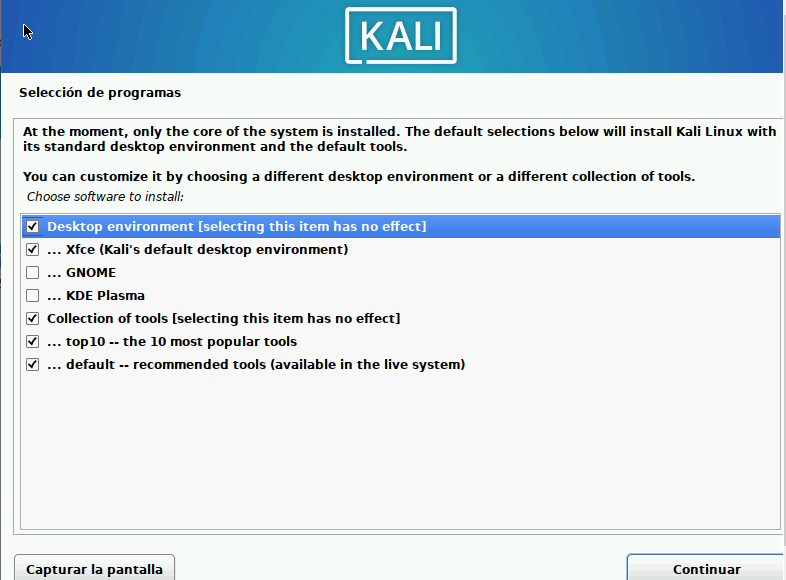 KALI
Selección de programas
At the moment, only the core of the system is installed. The default selections below will install Kali Linux with
its standard desktop environment and the default tools.
You can customize it by choosing a different desktop environment or a different collection of tools.
Choose software to install:
Desktop environment [selecting this item has no effect]
... Xfce (Kali's default desktop environment)
... GNOME
... KDE Plasma
Collection of tools [selecting this item has no effect]
... top10 -- the 10 most popular tools
... default -- recommended tools (available in the live system)
Capturar la pantalla
Continuar